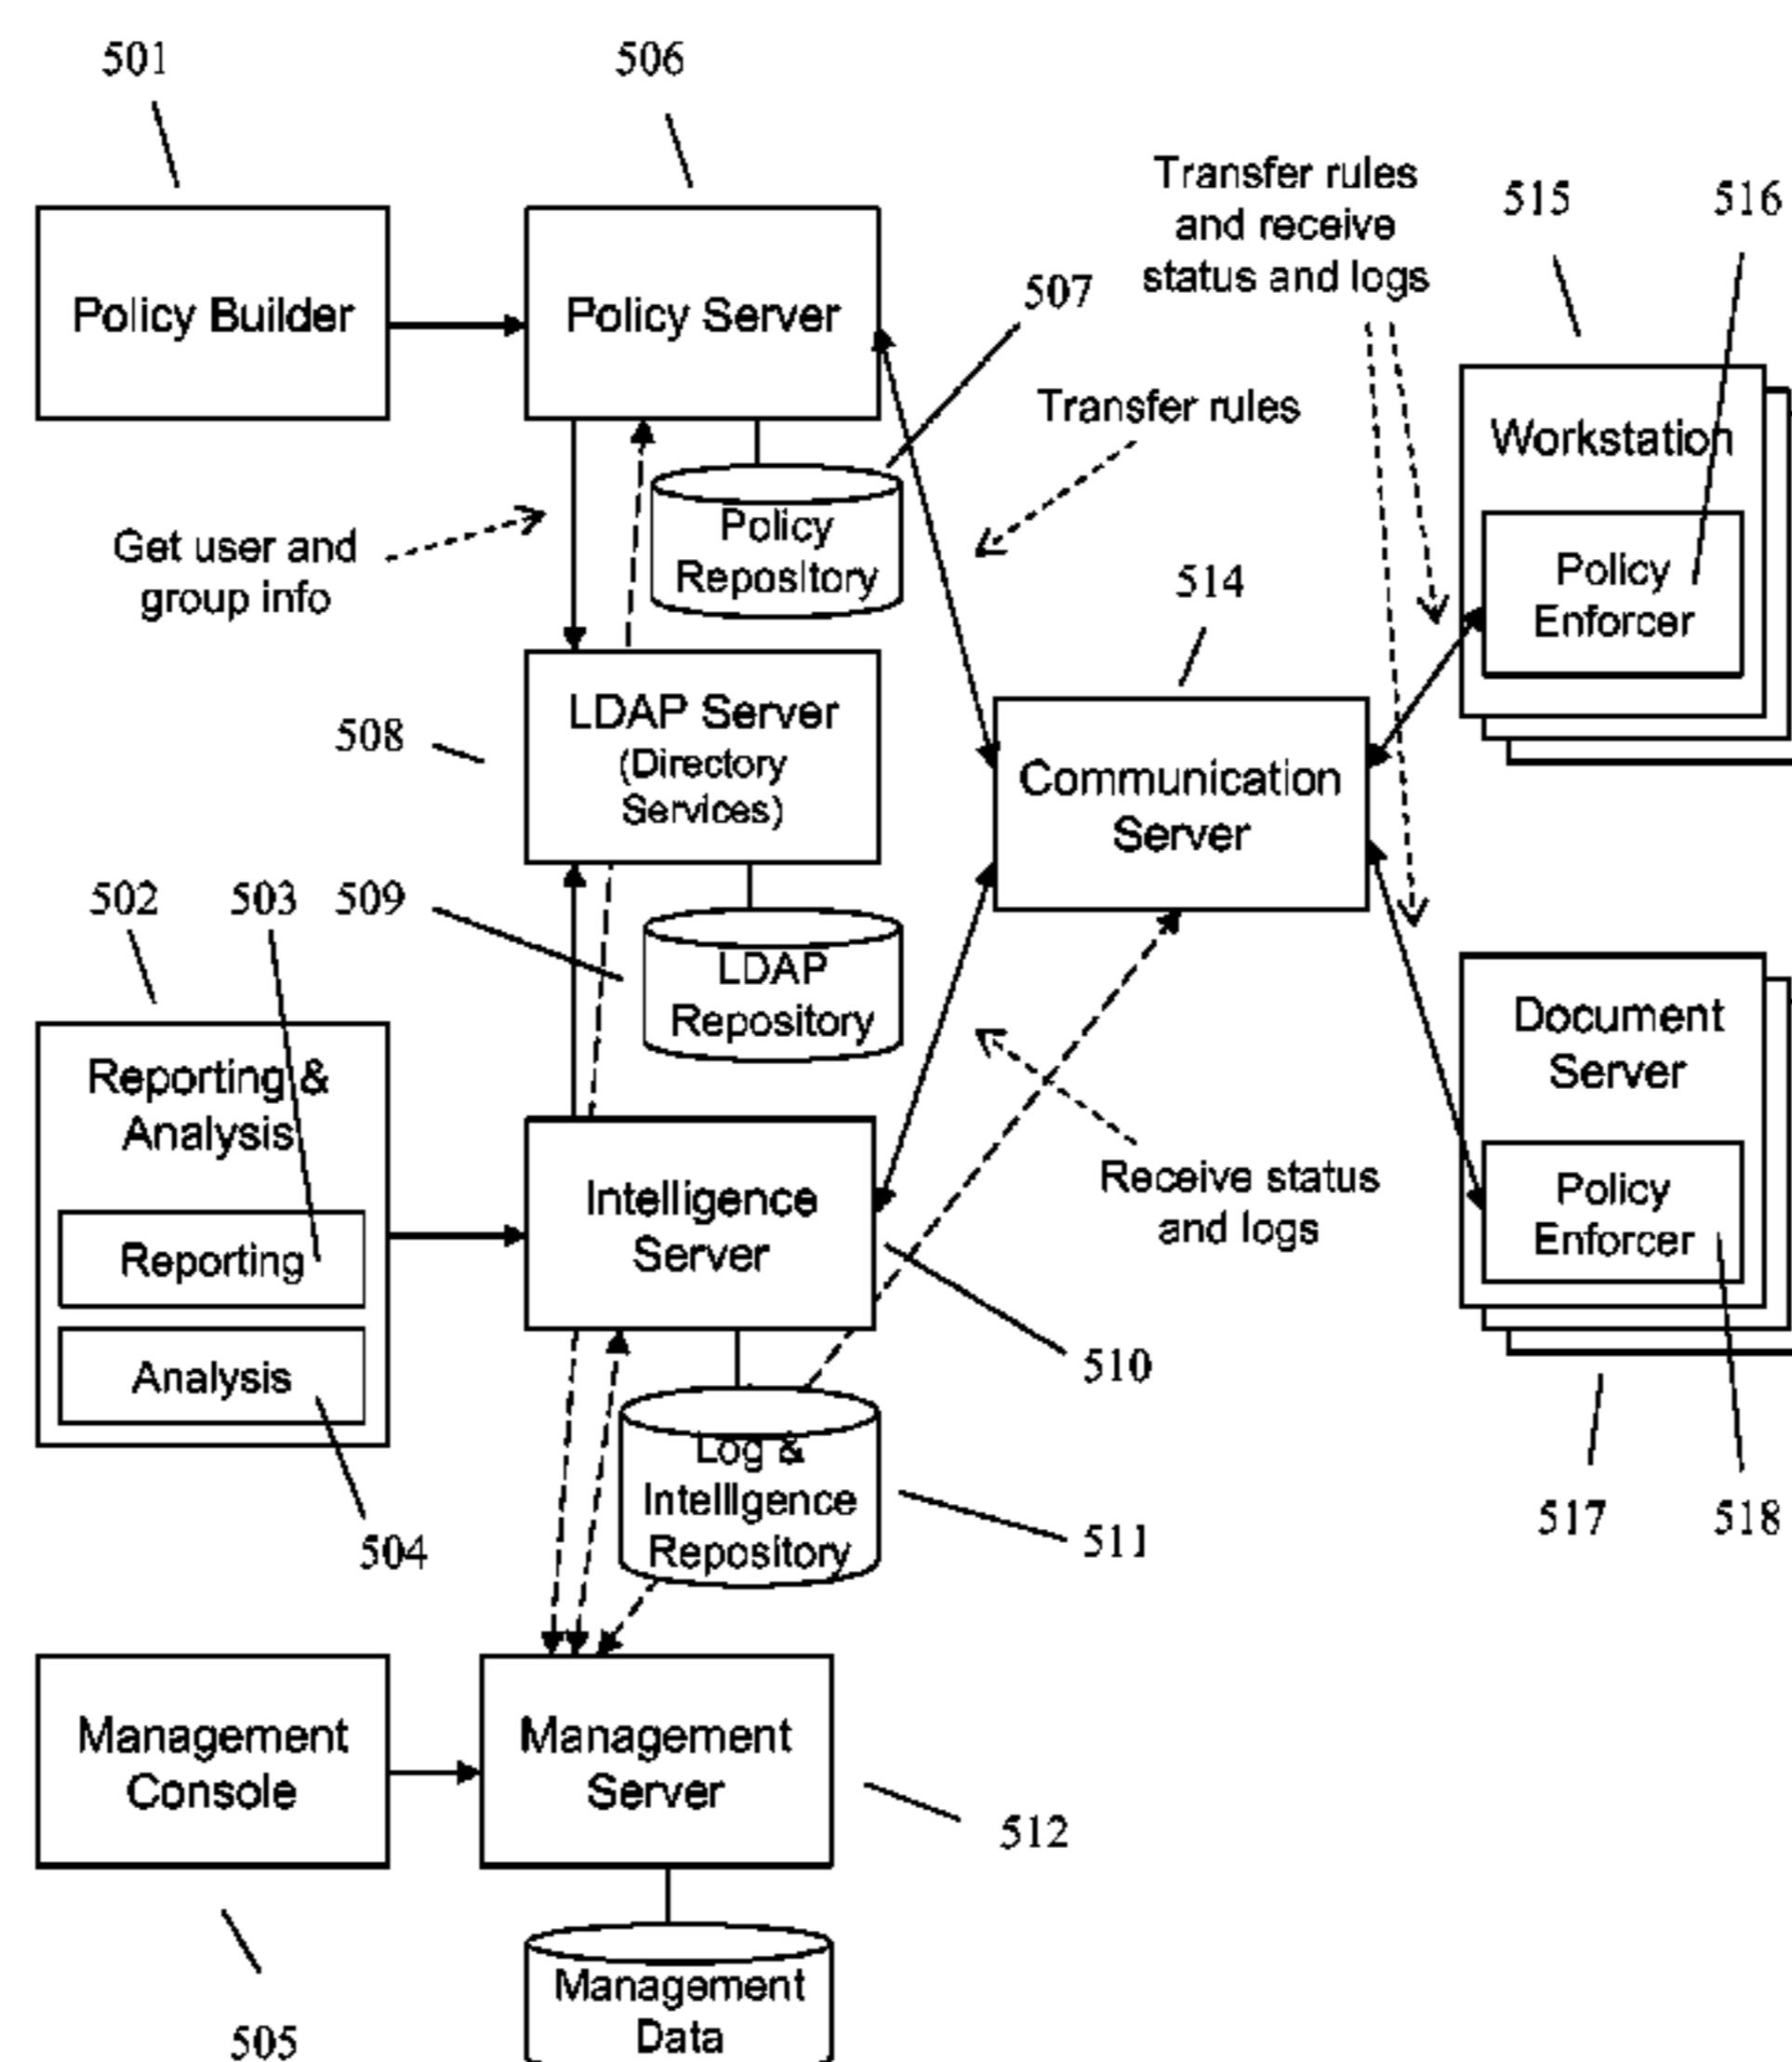 501
506
Transfer rules
and receive
status and logs
515
516
Policy Builder
Policy Server
507
Transfer rules
Workstation
Get user and
group info
Policy
Repository
514
Policy
Enforcer
508
LDAP Server
(Directory
Services)
Communication
Server
502
503
509
LDAP
Repository
Document
Server
Reporting &
Analysis
Intelligence
Server
Receive status
and logs
Policy
Enforcer
Reporting
Analysis
510
504
Log &
Intelligence
Repository
511
517
518
Management
Console
Management
Server
512
505
Management
Data